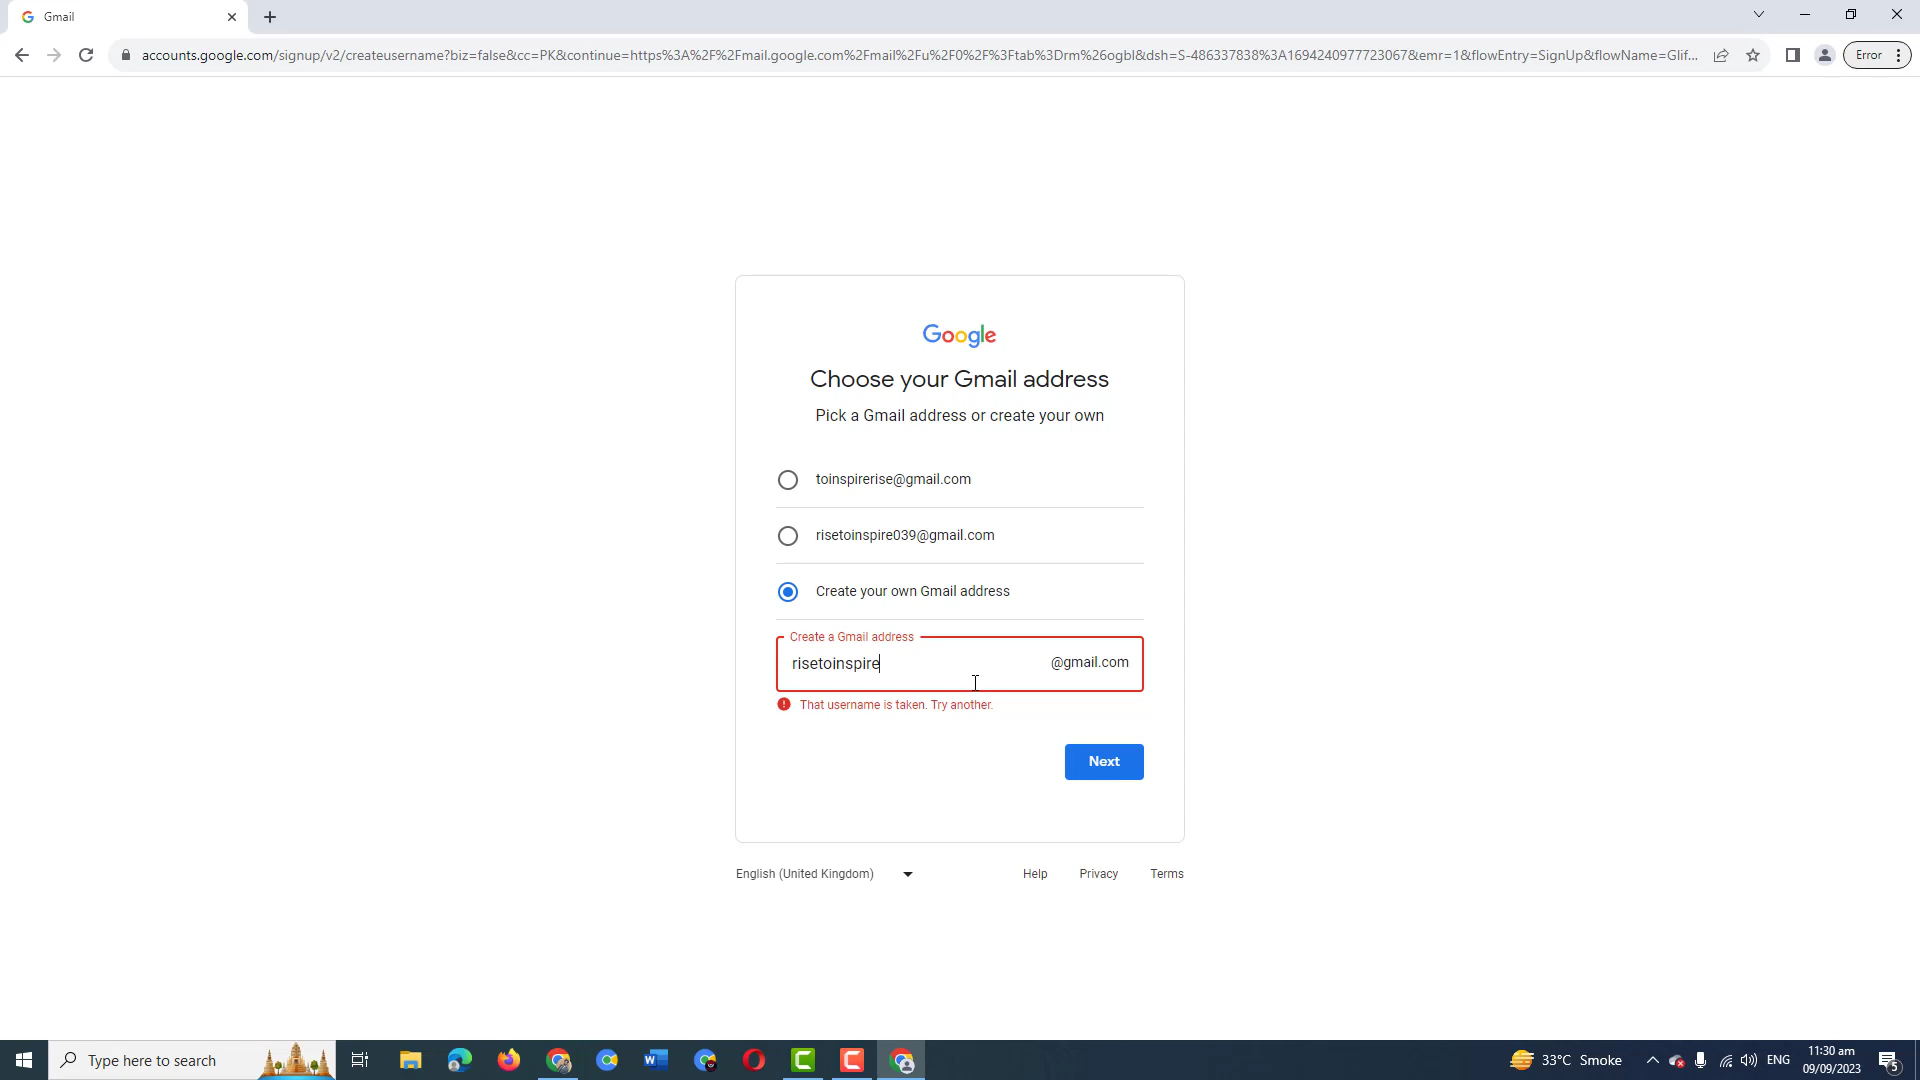 Gmail
accounts.google.com/signup/v2/createusername?biz=false&cc=PK&continue=https%3A%2F%2Fmail.google.com%2Fmail%2Fu%2F0%2F%3Ftab%3Drm%26ogbl&dsh=S-486337838%3A1694240977723067&emr=1&flowEntry=SignUp&flowName=Glif...
Error
Google
Choose your Gmail address
Pick a Gmail address or create your own
toinspirerise@gmail.com
risetoinspire039@gmail.com
Create your own Gmail address
Create a Gmail address
risetoinspire @gmail.com
That username is taken. Try another.
Next
English (United Kingdom) Help Privacy Terms
Type here to search
33°C Smoke
ENG
11:30 am
09/09/2023
5